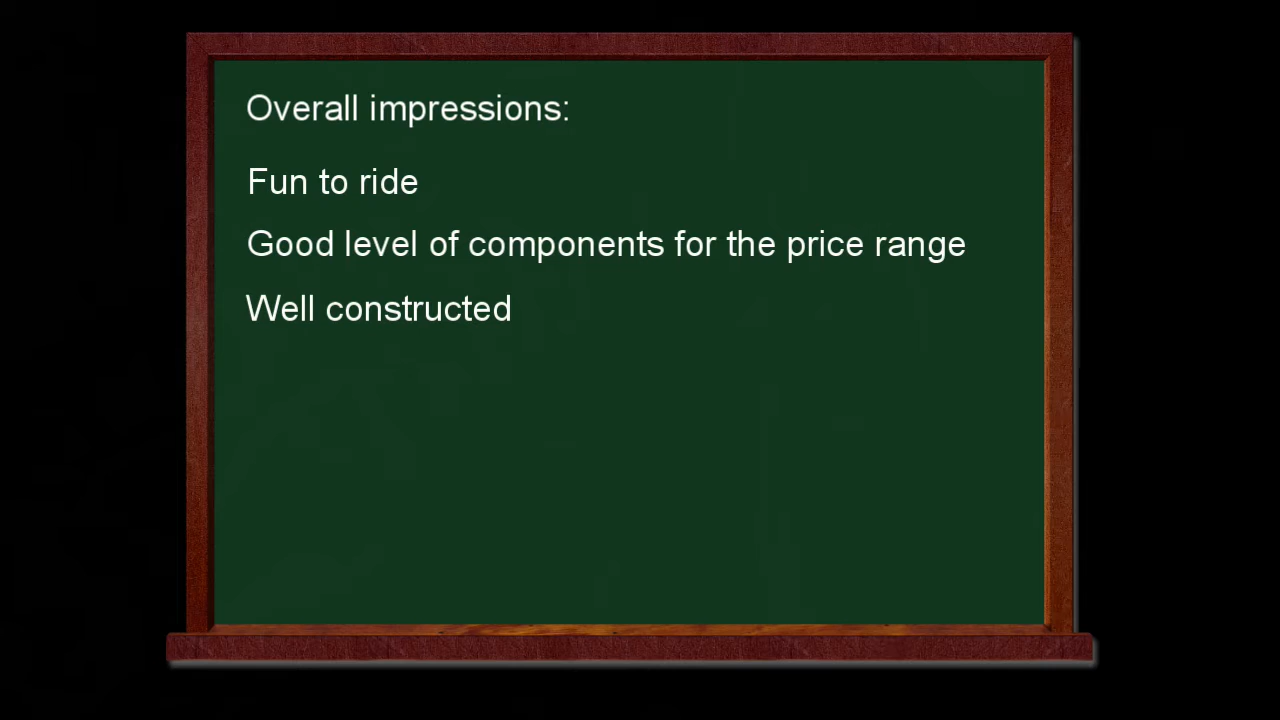 Overall impressions:
Fun to ride
Good level of components for the price range
Well constructed